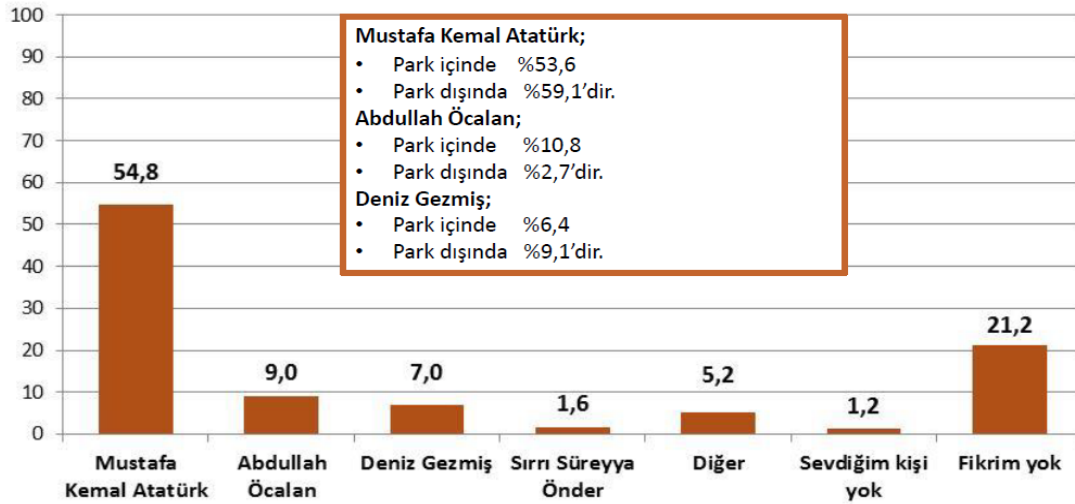 100
90
80
70
60
50
40
30
20
10
0
Mustafa Kemal Atatürk;
• Park içinde %53,6
• Park dışında %59,1'dir.
Abdullah Öcalan;
• Park içinde %10,8
• Park dışında %2,7'dir.
Deniz Gezmiş;
• Park içinde %6,4
• Park dışında %9,1'dir.
54,8
9,0
7,0
1,6
5,2
1,2
21,2
Mustafa
Kemal Atatürk
Abdullah
Öcalan
Deniz Gezmiş
Sırrı Süreyya
Önder
Diğer
Sevdiğim kişi
yok
Fikrim yok